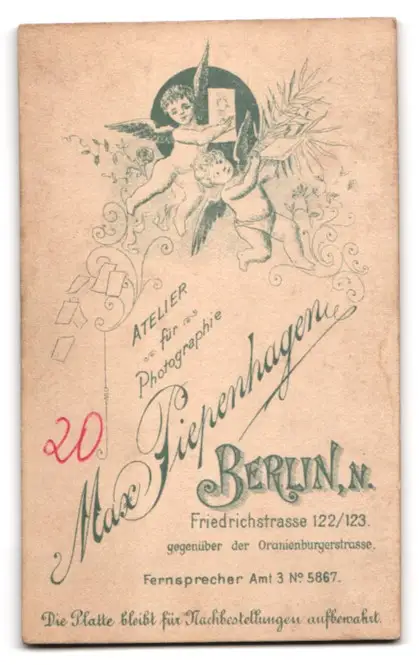 ATELIER
für
Photographie
Max Piepenhagen
20
BERLIN, N.
Friedrichstrasse 122/123.
gegenüber der Oranienburgerstrasse.
Fernsprecher Amt 3 No 5867.
Die Platte bleibt für Nachbestellungen aufbewahrt.